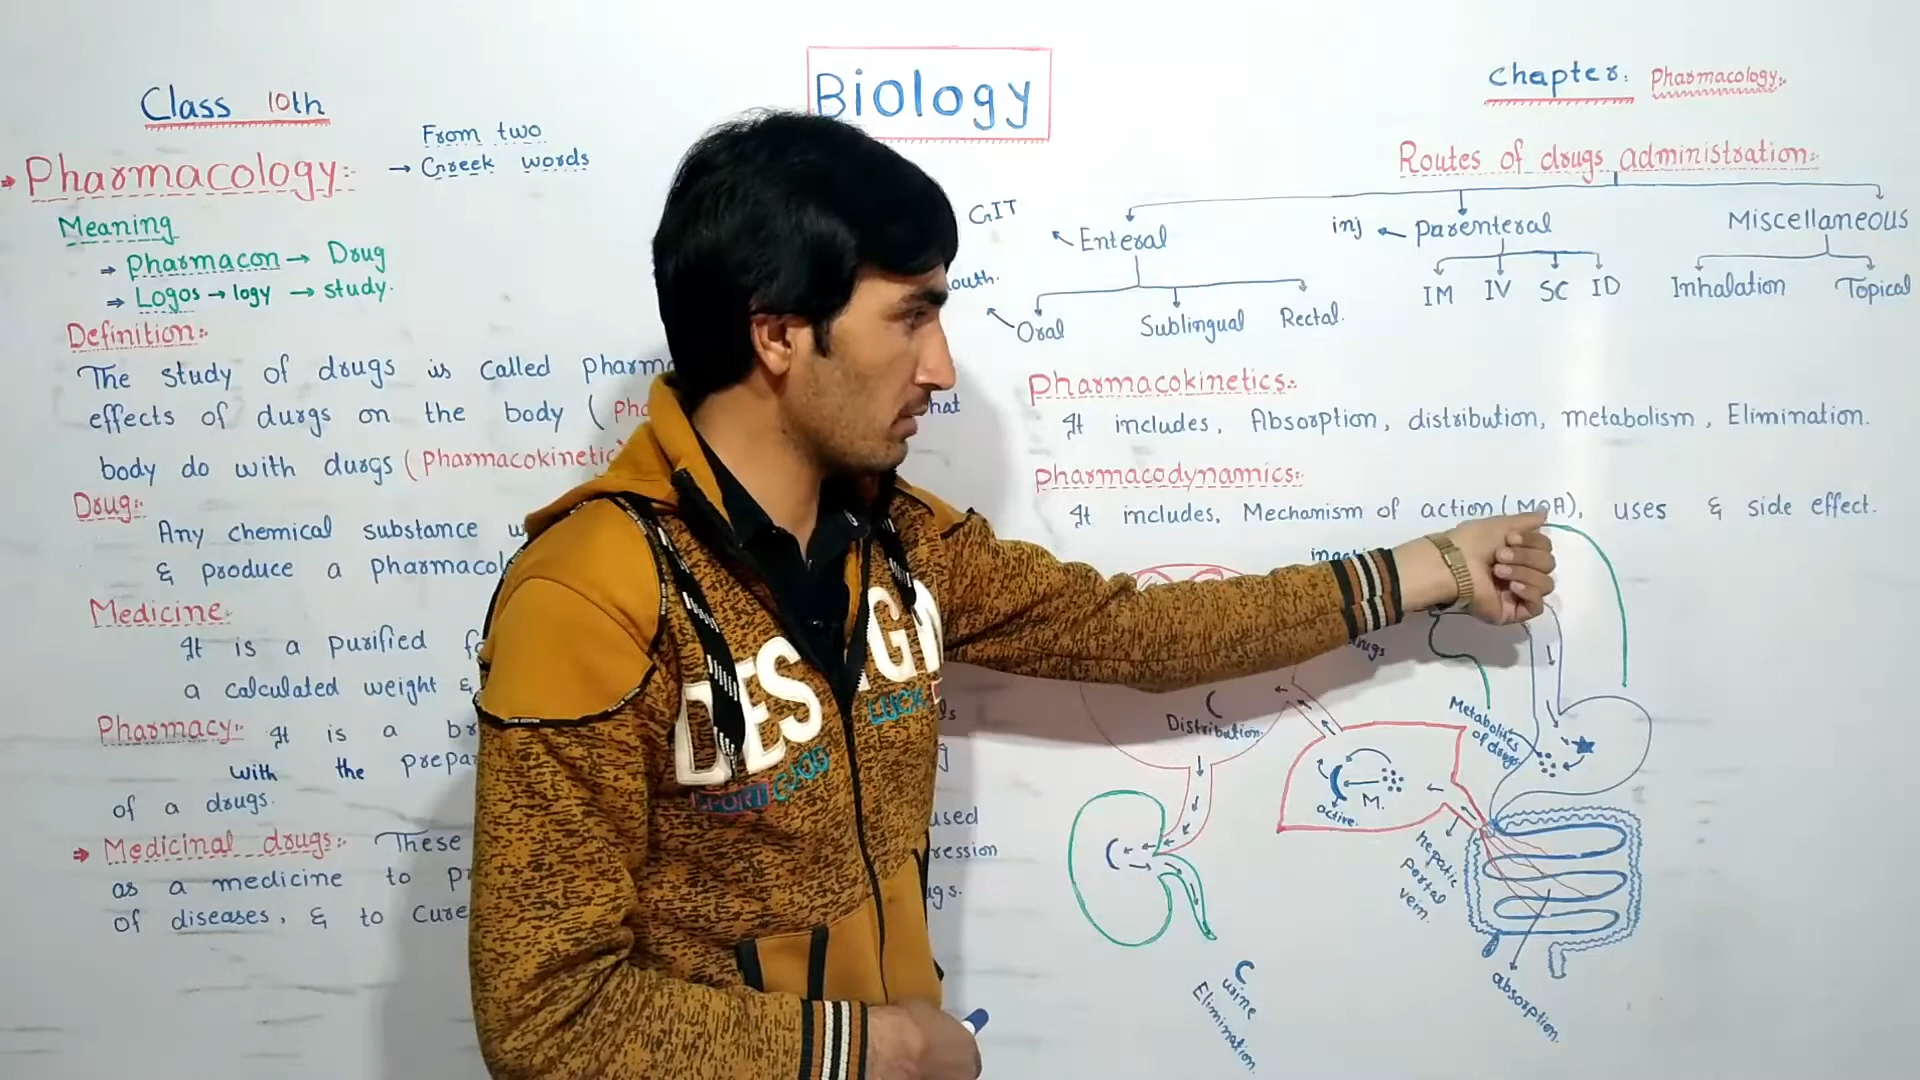 Class 10th
Biology
Chapter: Pharmacology:-
Pharmacology:-
→ From two
Greek words
Meaning
⇒ Pharmacon → Drug
⇒ Logos → logy → study.
Definition:-
The study of drugs is called
effects of durgs on the body (
body do with durgs (Pharmacokinetic
Drug:-
Any chemical substance
& produce a
Medicine:-
It is a purified
a calculated weight &
Pharmacy:- It is a
with the
of a drugs.
Medicinal drugs:- These
as a medicine to
of diseases, & to cure
used
Routes of drugs administration:-
GIT
Enteral
inj ← Parenteral
Miscellaneous
Oral
Sublingual
Rectal.
IM IV SC ID
Inhalation
Topical
Pharmacokinetics:-
It includes, Absorption, distribution, metabolism, Elimination.
Pharmacodynamics:-
It includes, Mechanism of action (MOA), uses & side effect.
Distribution.
Metabolites
of drugs
M.
active.
hepatic
portal
vein.
absorption.
urine
Elimination.
DESIGN
LUCK
SPORT